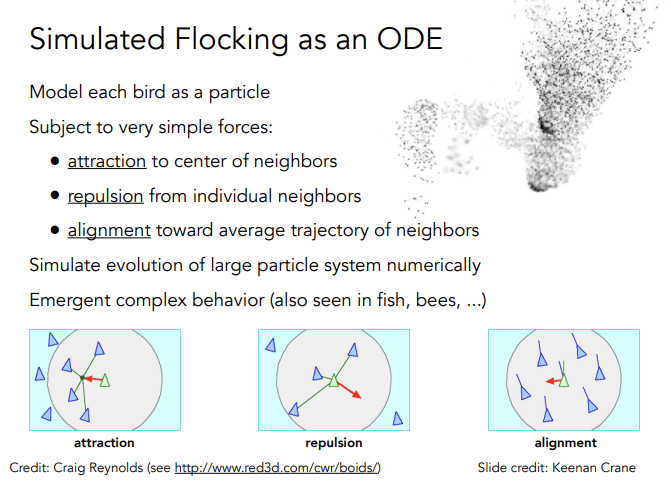 Simulated Flocking as an ODE
Model each bird as a particle
Subject to very simple forces:
• attraction to center of neighbors
• repulsion from individual neighbors
• alignment toward average trajectory of neighbors
Simulate evolution of large particle system numerically
Emergent complex behavior (also seen in fish, bees, ...)
attraction
repulsion
alignment
Credit: Craig Reynolds (see http://www.red3d.com/cwr/boids/)
Slide credit: Keenan Crane